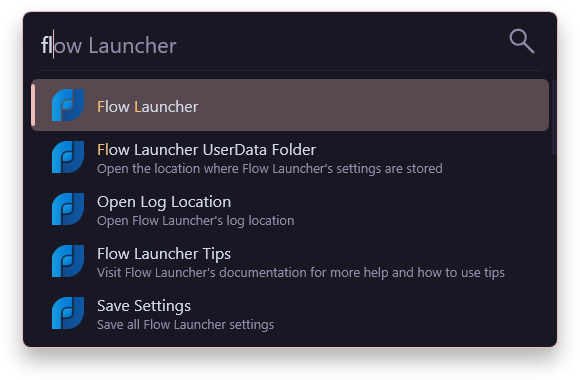 flow Launcher
Flow Launcher
Flow Launcher UserData Folder
Open the location where Flow Launcher's settings are stored
Open Log Location
Open Flow Launcher's log location
Flow Launcher Tips
Visit Flow Launcher's documentation for more help and how to use tips
Save Settings
Save all Flow Launcher settings